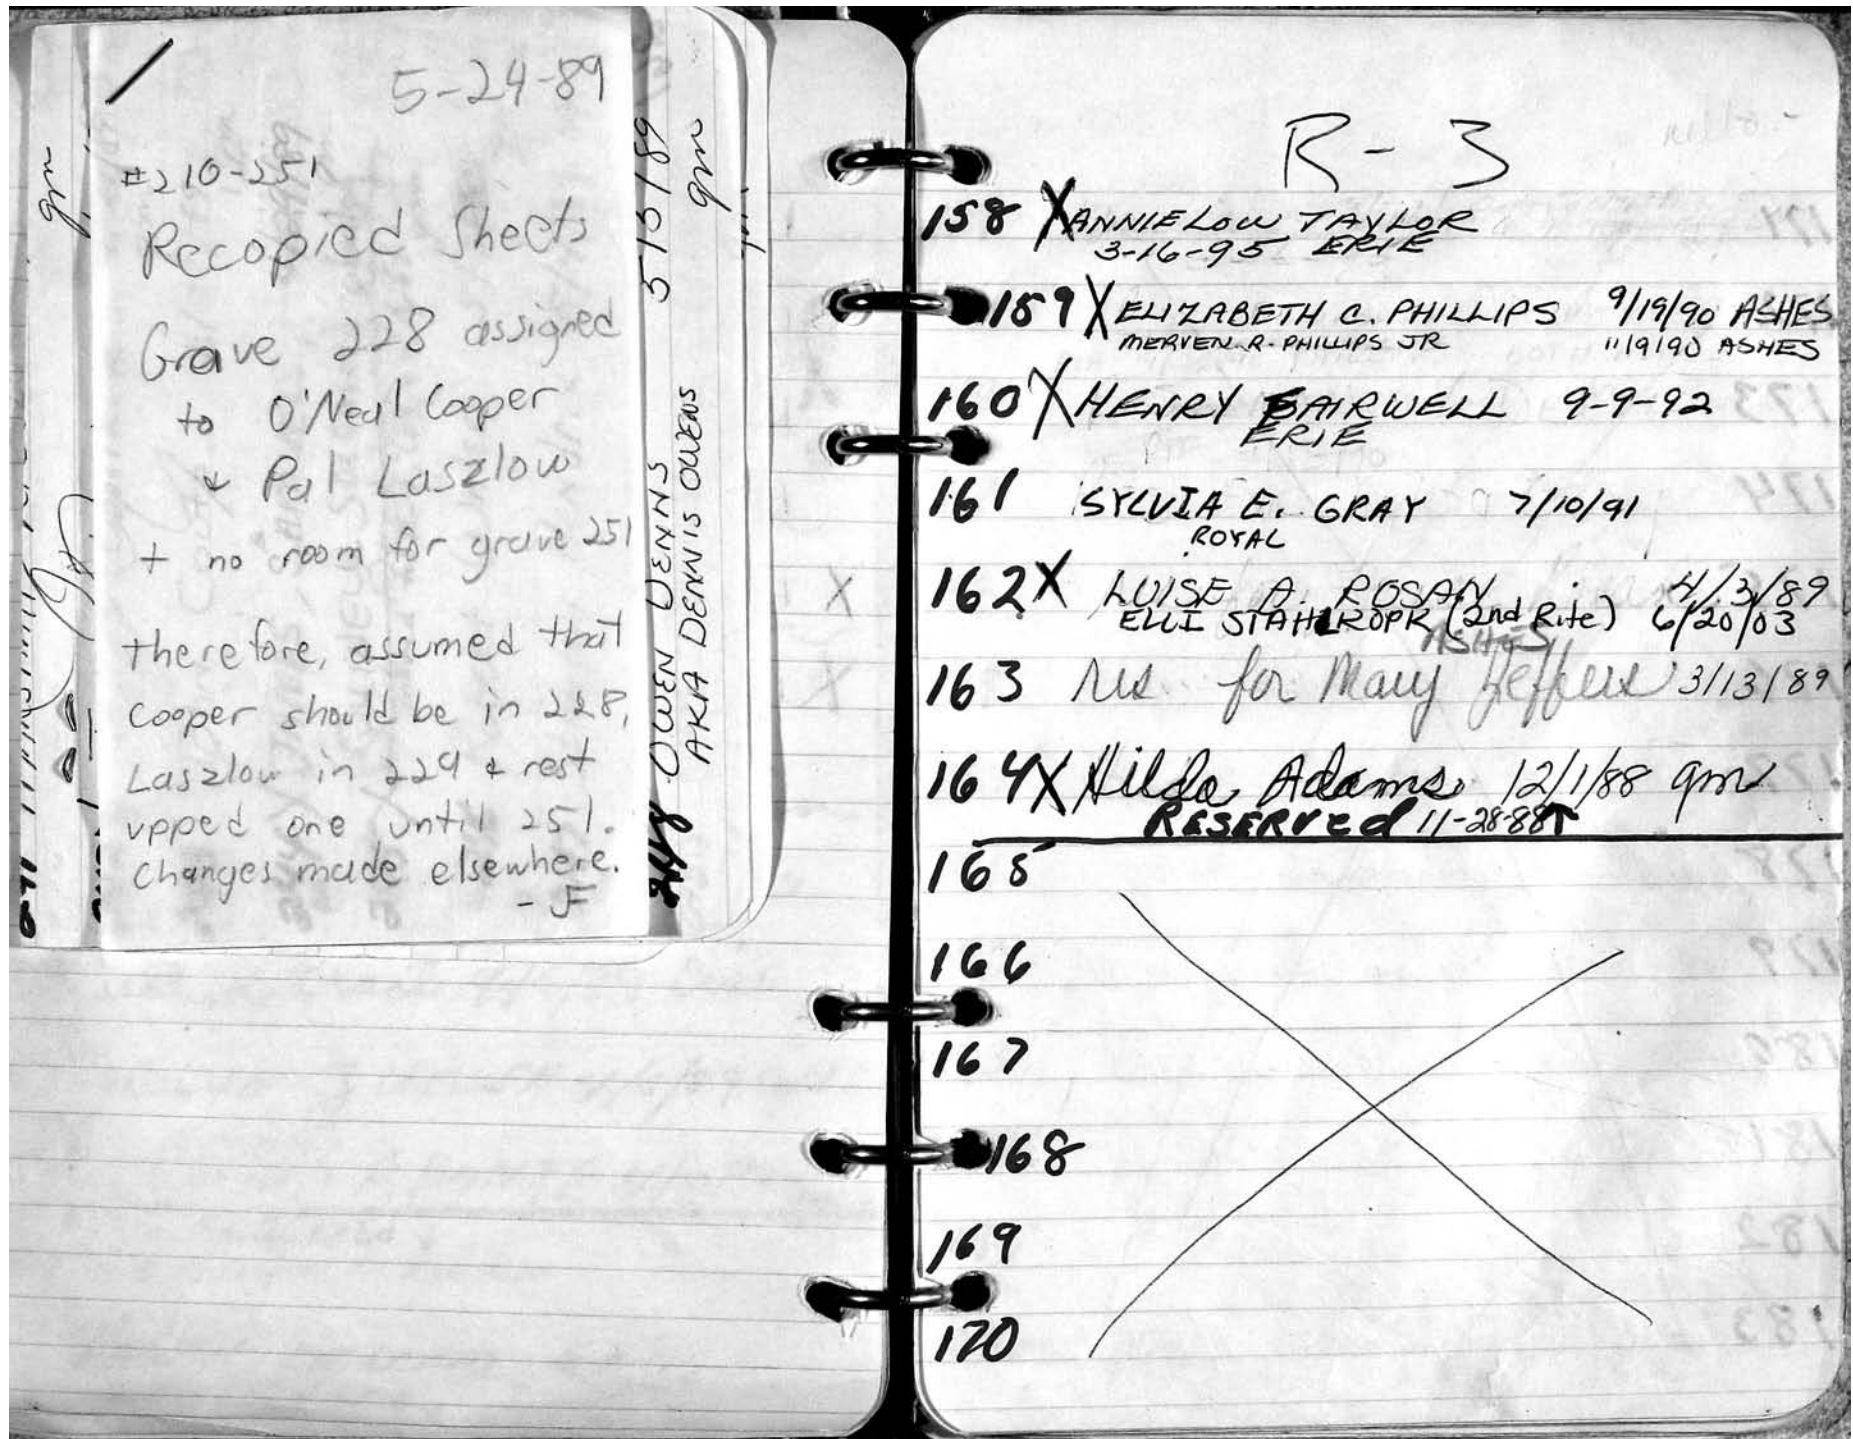 5-24-89
#210-251
Recopied Sheets
Grave 228 assigned
to O'Neal Cooper
& Pal Laszlow
+ no room for grave 251
therefore, assumed that
Cooper should be in 228,
Laszlow in 229 & rest
upped one until 251.
Changes made elsewhere.
- JF
gm
OWEN DENNIS 5/5/89
AKA DENNIS OWENS gm
R-3
158 X ANNIE LOW TAYLOR
3-16-95 ERIE
159 X ELIZABETH C. PHILLIPS 9/19/90 ASHES
MERVEN R. PHILLIPS JR 11/9/90 ASHES
160 X HENRY FAIRWELL 9-9-92
ERIE
161 SYLVIA E. GRAY 7/10/91
ROYAL
162 X LUISE A. ROSAN 4/3/89
ELLI STAHLROPR (2nd Rite) 6/20/03
ASHES
163 res. for Mary Jeffers 3/13/89
164 X Hilda Adams 12/1/88 gm
RESERVED 11-28-88↑
165
166
167
168
169
170